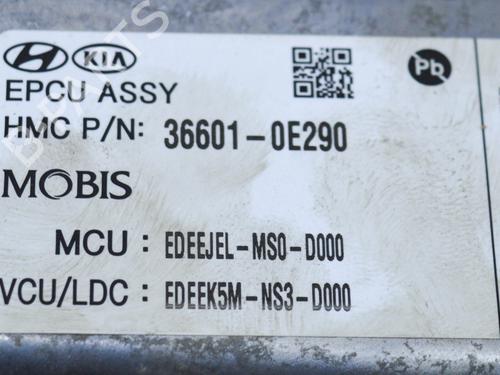 HYUNDAI KIA
EPCU ASSY
HMC P/N: 36601-0E290
MOBIS
MCU : EDEEJEL-MS0-D000
VCU/LDC : EDEEK5M-NS3-D000
Pb